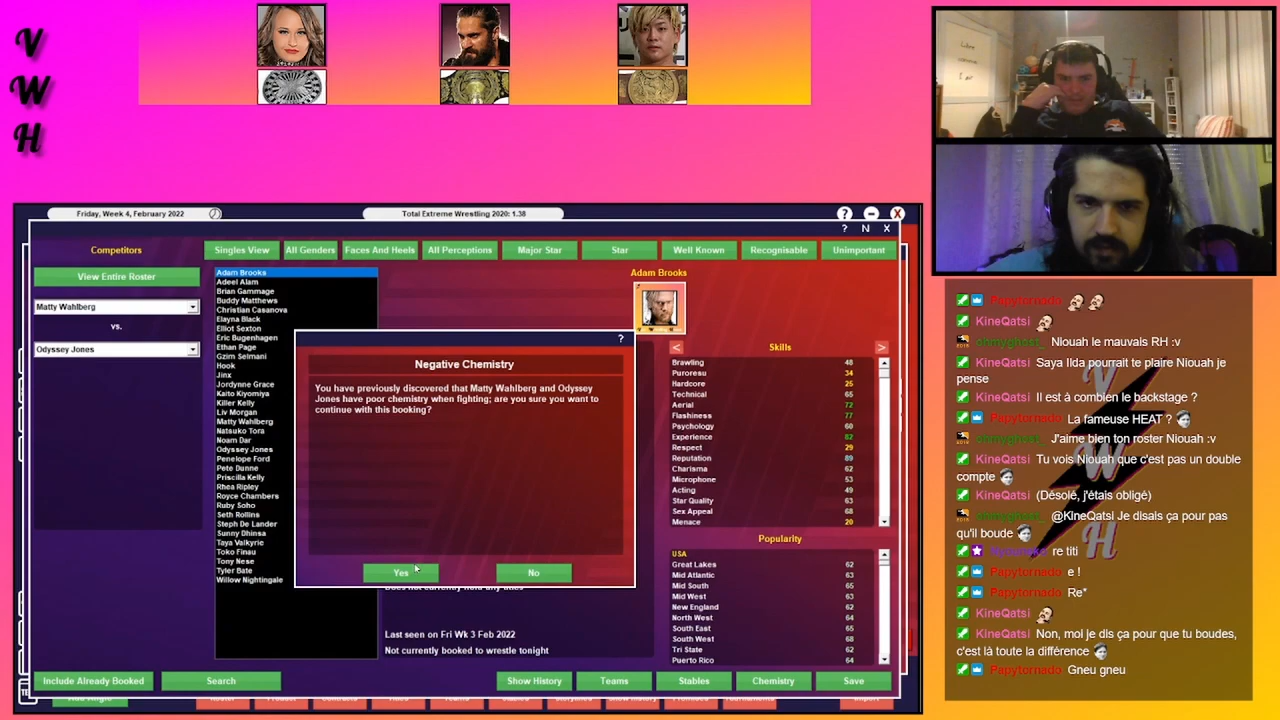 V
W
H
Friday, Week 4, February 2022
Total Extreme Wrestling 2020: 1.38
Competitors
Singles View
All Genders
Faces And Heels
All Perceptions
Major Star
Star
Well Known
Recognisable
Unimportant
View Entire Roster
Matty Wahlberg
vs.
Odyssey Jones
Adam Brooks
Adeel Alam
Brian Gammage
Buddy Matthews
Christian Casanova
Elayna Black
Elliot Sexton
Eric Bugenhagen
Ethan Page
Gzim Selmani
Hook
Jinx
Jordynne Grace
Kaito Kiyomiya
Killer Kelly
Liv Morgan
Matty Wahlberg
Natsuko Tora
Noam Dar
Odyssey Jones
Penelope Ford
Pete Dunne
Priscilla Kelly
Rhea Ripley
Royce Chambers
Ruby Soho
Seth Rollins
Steph De Lander
Sunny Dhinsa
Taya Valkyrie
Toko Finau
Tony Nese
Tyler Bate
Willow Nightingale
Negative Chemistry
You have previously discovered that Matty Wahlberg and Odyssey
Jones have poor chemistry when fighting; are you sure you want to
continue with this booking?
Yes
No
Last seen on Fri Wk 3 Feb 2022
Not currently booked to wrestle tonight
Adam Brooks
Skills
Brawling 48
Puroresu 34
Hardcore 25
Technical 65
Aerial 72
Flashiness 77
Psychology 60
Experience 82
Respect 29
Reputation 89
Charisma 62
Microphone 53
Acting 49
Star Quality 63
Sex Appeal 68
Menace 20
Popularity
USA
Great Lakes 62
Mid Atlantic 63
Mid South 65
Mid West 63
New England 62
North West 64
South East 65
South West 68
Tri State 62
Puerto Rico 64
Include Already Booked
Search
Show History
Teams
Stables
Chemistry
Save
Papytornado
KineQatsi
Niouah le mauvais RH :v
KineQatsi Saya Ilda pourrait te plaire Niouah je
pense
KineQatsi Il est à combien le backstage ?
Papytornado La fameuse HEAT ?
J'aime bien ton roster Niouah :v
KineQatsi Tu vois Niouah que c'est pas un double
compte
KineQatsi (Désolé, j'étais obligé)
@KineQatsi Je disais ça pour pas
qu'il boude
re titi
Papytornado e !
Papytornado Re*
KineQatsi
KineQatsi Non, moi je dis ça pour que tu boudes,
c'est là toute la différence
Papytornado Gneu gneu